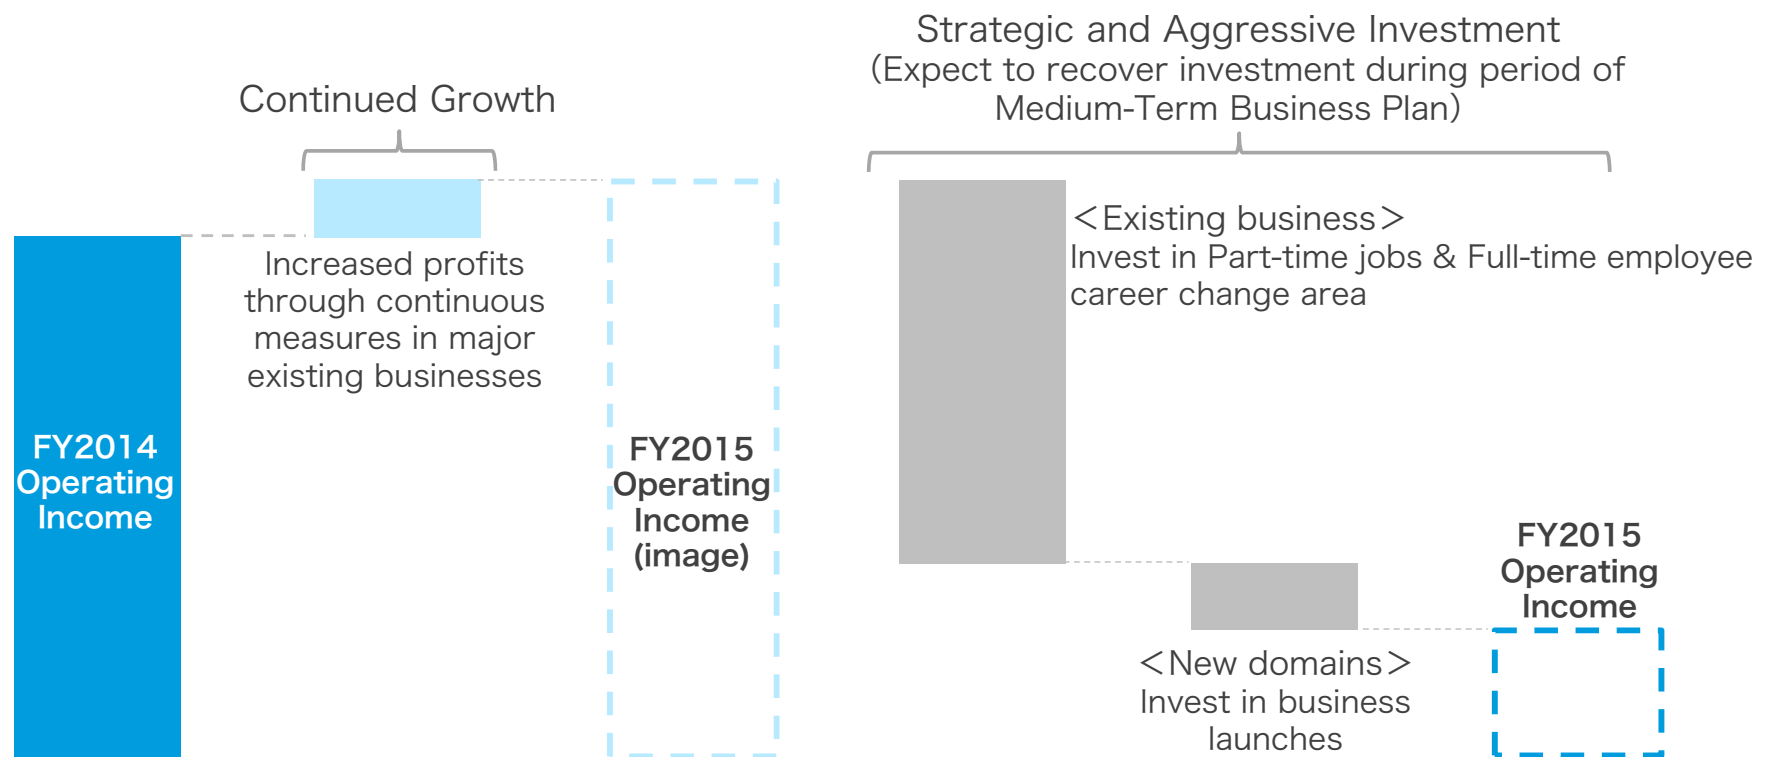 Strategic and Aggressive Investment
（Expect to recover investment during period of
Medium-Term Business Plan）
Continued Growth
Increased profits
through continuous
measures in major
existing businesses
＜Existing business＞
Invest in Part-time jobs & Full-time employee
career change area
FY2014
Operating
Income
FY2015
Operating
Income
(image)
FY2015
Operating
Income
＜New domains＞
Invest in business
launches